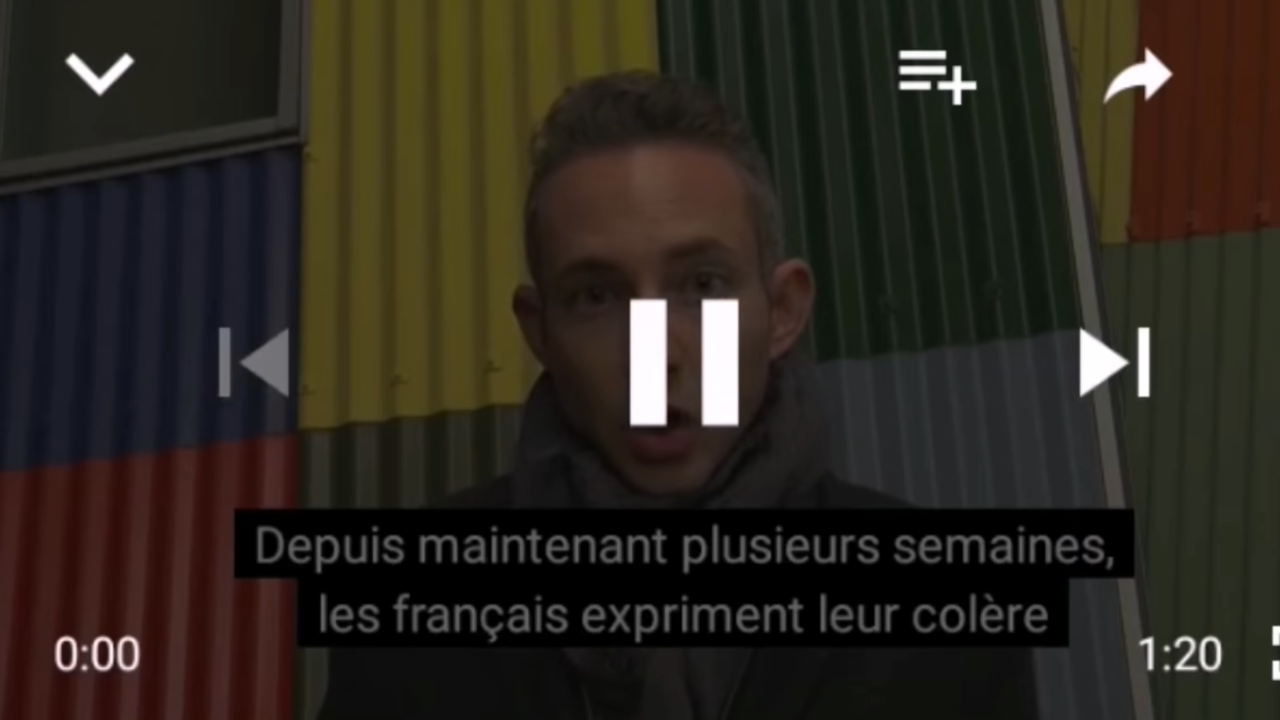 Depuis maintenant plusieurs semaines,
les français expriment leur colère
0:00
1:20